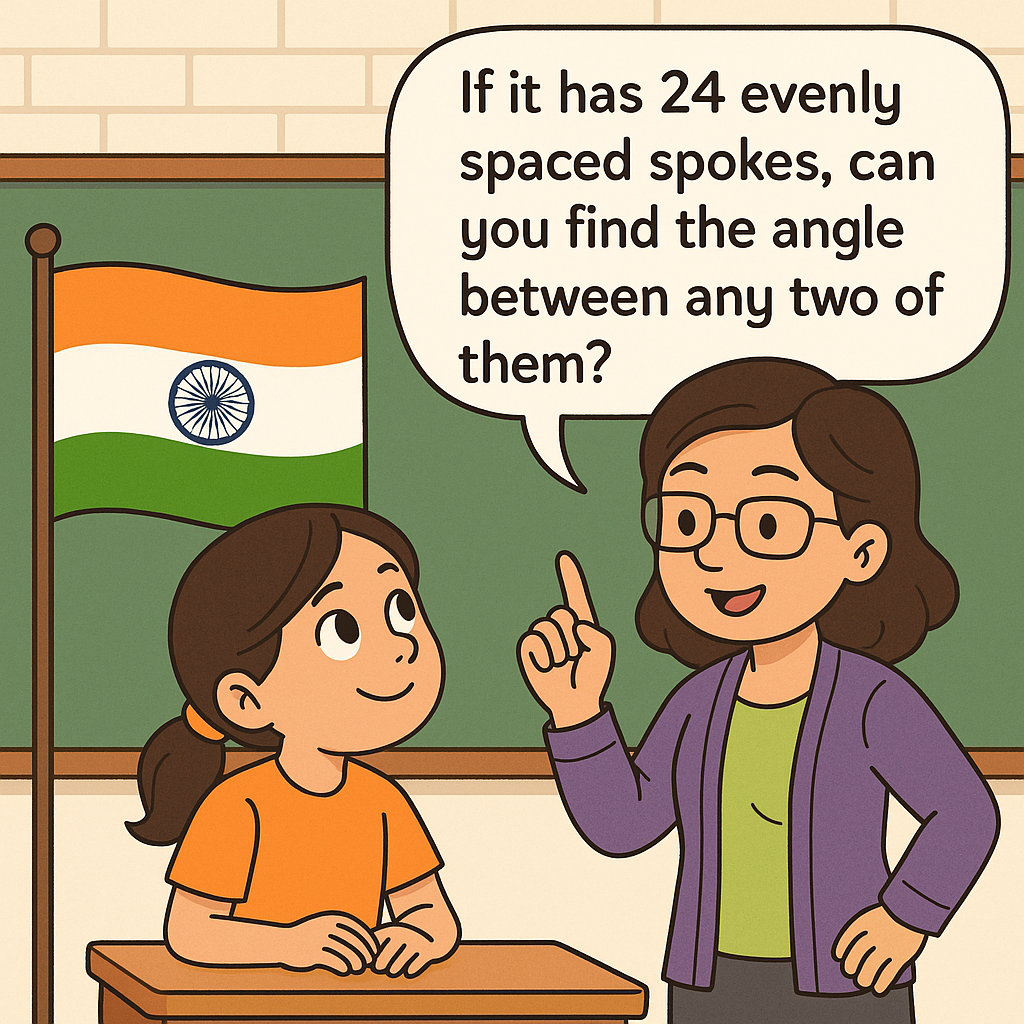 If it has 24 evenly
spaced spokes, can
you find the angle
between any two of
them?